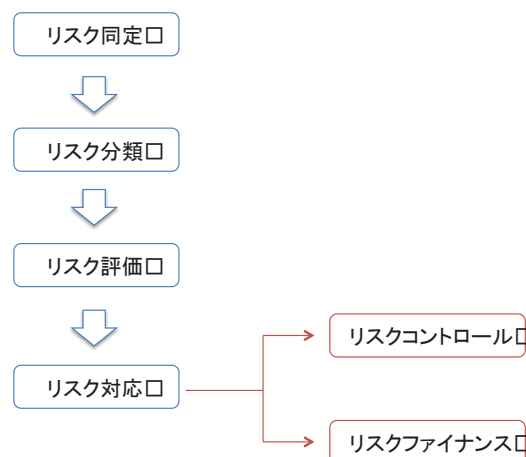 リスク同定□
リスク分類□
リスク評価□
リスク対応□
リスクコントロール□
リスクファイナンス□